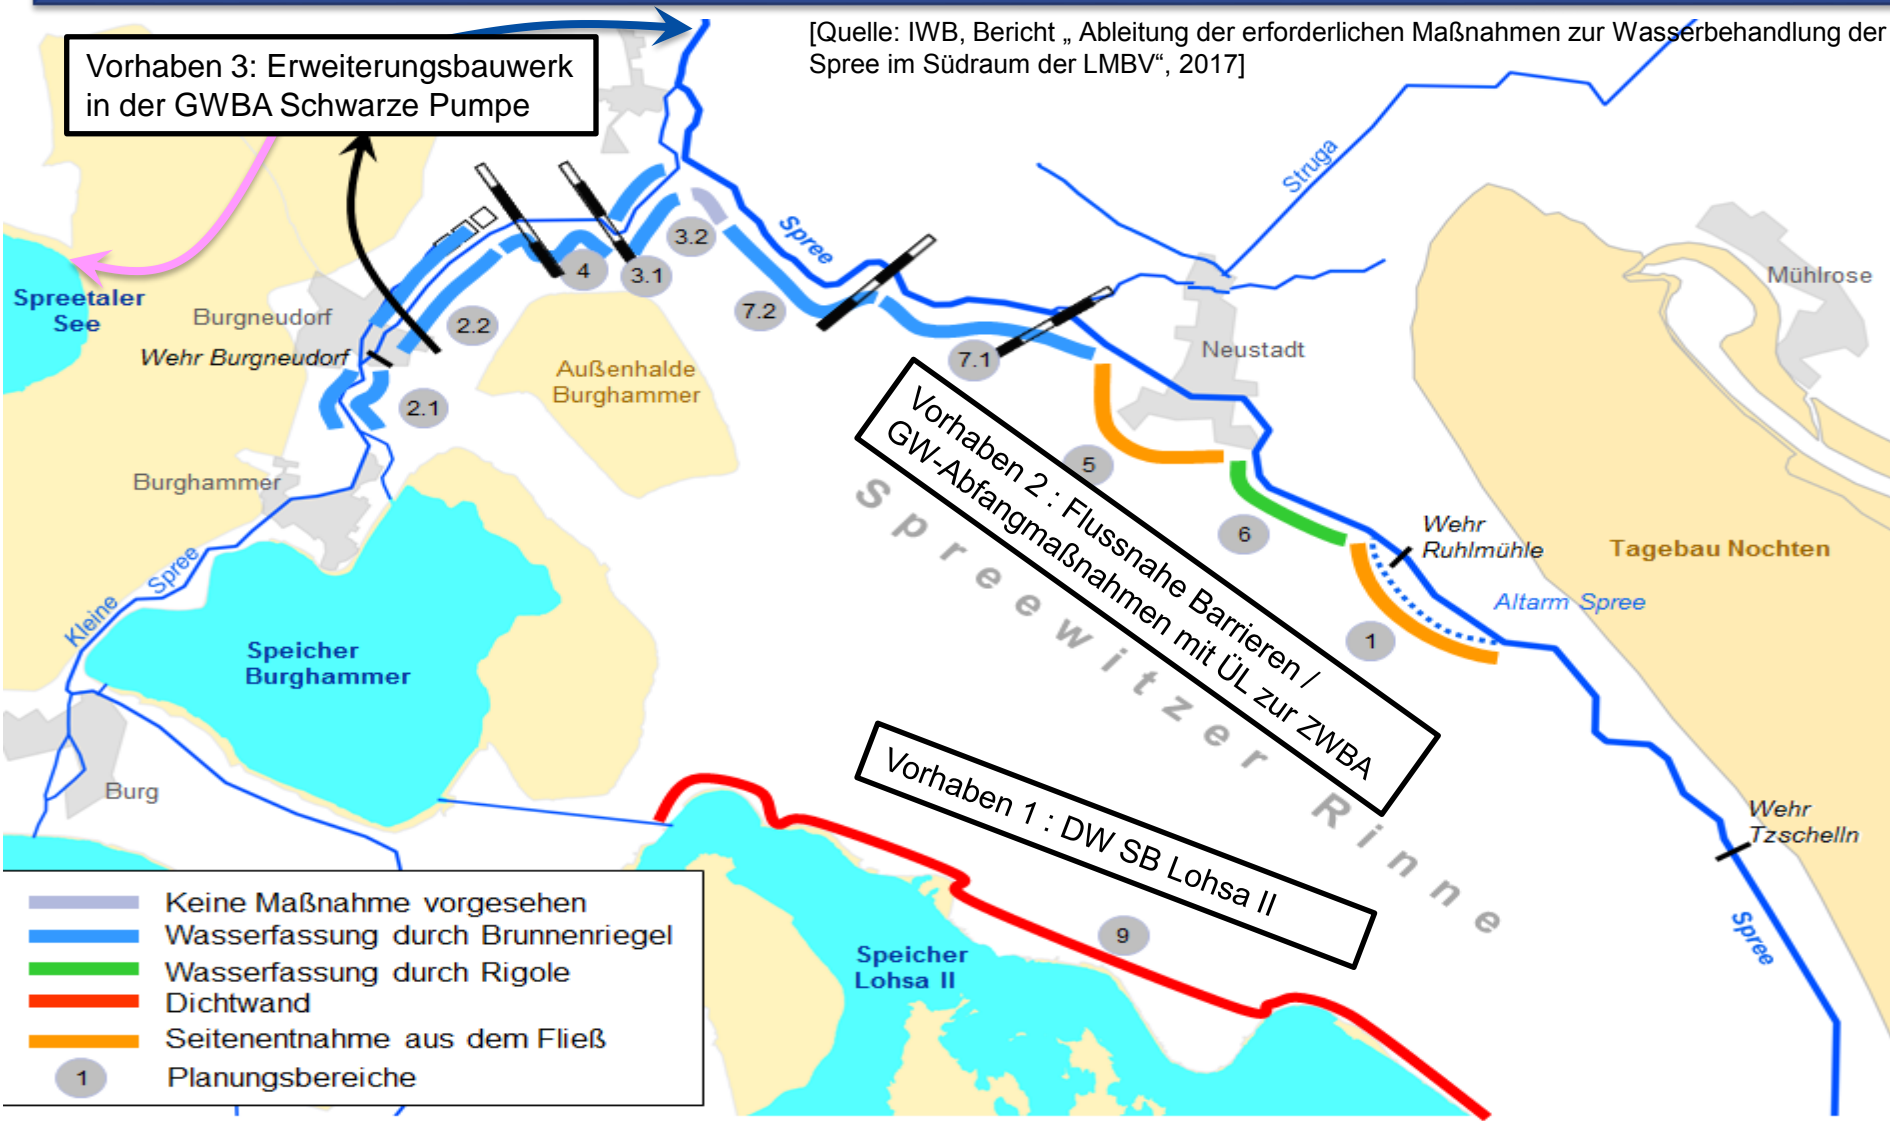 [Quelle: IWB, Bericht „ Ableitung der erforderlichen Maßnahmen zur Wasserbehandlung der
Spree im Südraum der LMBV“, 2017]
Vorhaben 3: Erweiterungsbauwerk
in der GWBA Schwarze Pumpe
Struga
Spree
3.2
4
3.1
Mühlrose
Spreetaler
See
Burgneudorf
7.2
2.2
Wehr Burgneudorf
Neustadt
7.1
Außenhalde
Burghammer
2.1
Vorhaben 2 : Flussnahe Barrieren /
GW-Abfangmaßnahmen mit ÜL zur ZWBA
5
Burghammer
6
Wehr
Ruhlmühle
Tagebau Nochten
Altarm Spree
Kleine Spree
Spreewitzer Rinne
1
Speicher
Burghammer
Vorhaben 1 : DW SB Lohsa II
Burg
Wehr
Tzschelln
Spree
9
Speicher
Lohsa II
Keine Maßnahme vorgesehen
Wasserfassung durch Brunnenriegel
Wasserfassung durch Rigole
Dichtwand
Seitenentnahme aus dem Fließ
1 Planungsbereiche